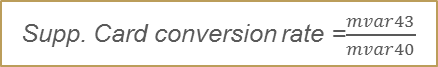 Supp. Card conversion rate = mvar43/mvar40